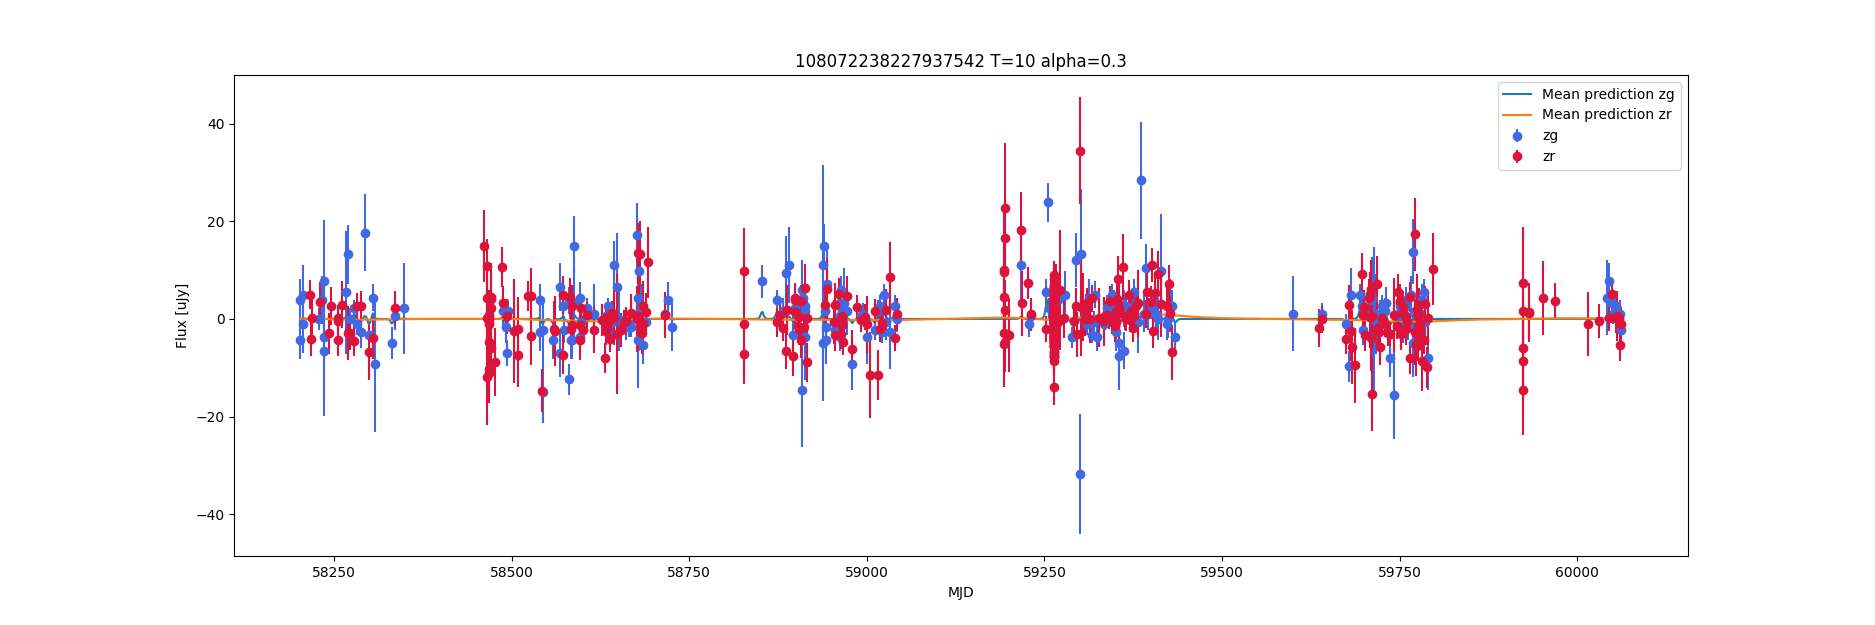 108072238227937542 T=10 alpha=0.3
Mean prediction zg
Mean prediction zr
zg
zr
Flux [uJy]
40
20
0
−20
−40
58250 58500 58750 59000 59250 59500 59750 60000
MJD